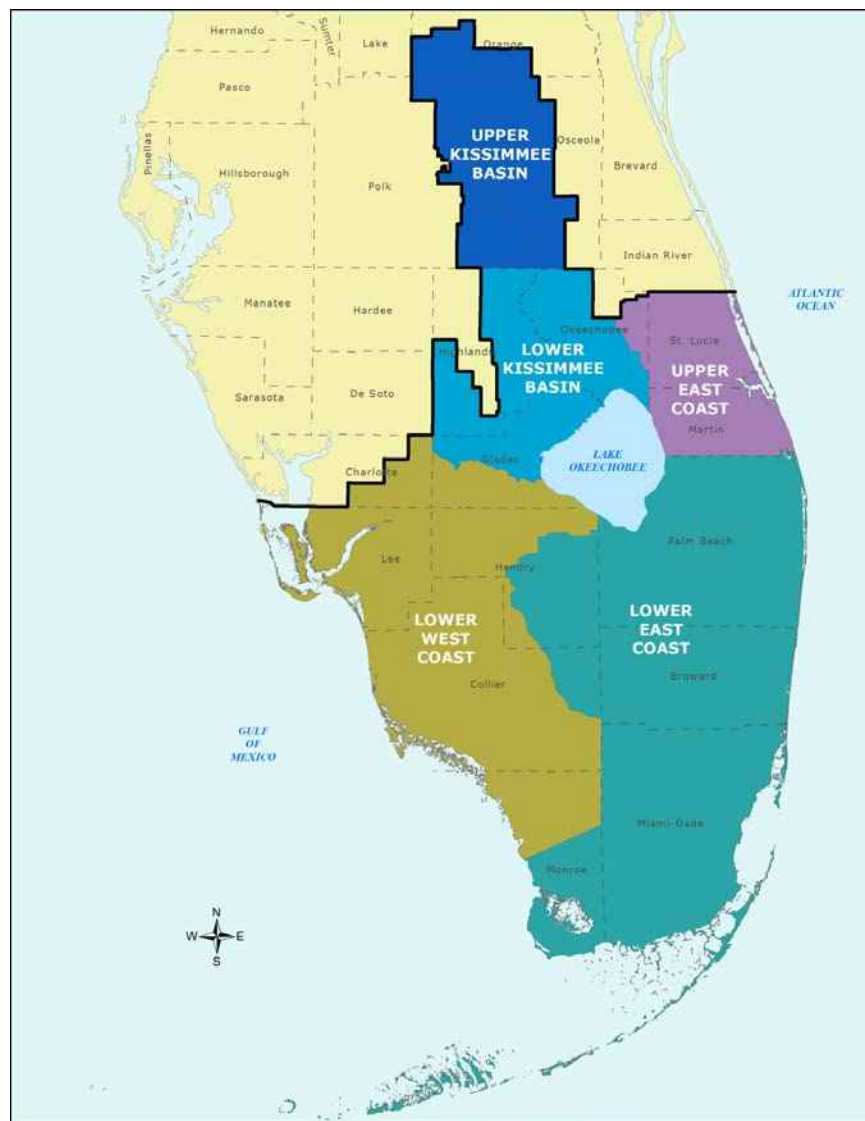 Hernando
Sumter
Lake
Orange
Pasco
Pinellas
Hillsborough
Polk
UPPER
KISSIMMEE
BASIN
Osceola
Brevard
Indian River
Manatee
Hardee
Highlands
Okeechobee
ATLANTIC
OCEAN
LOWER
KISSIMMEE
BASIN
St. Lucie
UPPER
EAST
COAST
Martin
Sarasota
De Soto
Charlotte
Glades
LAKE
OKEECHOBEE
Lee
Hendry
Palm Beach
LOWER
WEST
COAST
LOWER
EAST
COAST
Collier
Broward
GULF
OF
MEXICO
Miami-Dade
Monroe
N
W E
S